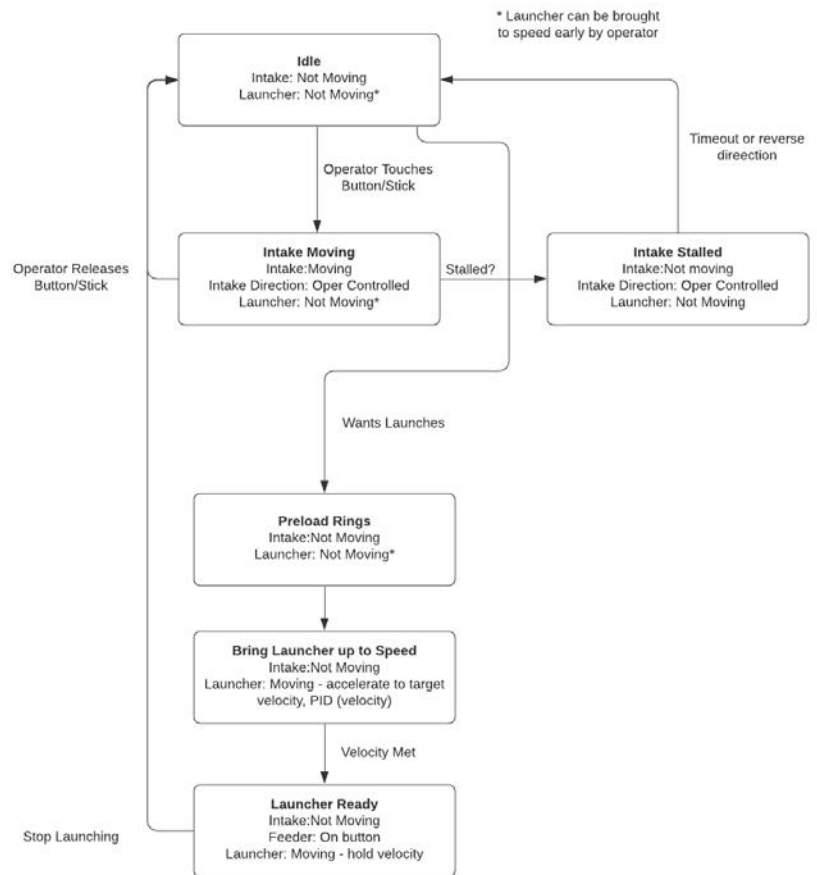 * Launcher can be brought
to speed early by operator
Idle
Intake: Not Moving
Launcher: Not Moving*
Timeout or reverse
direection
Operator Touches
Button/Stick
Intake Moving
Intake:Moving
Intake Direction: Oper Controlled
Launcher: Not Moving*
Stalled?
Intake Stalled
Intake:Not moving
Intake Direction: Oper Controlled
Launcher: Not Moving
Operator Releases
Button/Stick
Wants Launches
Preload Rings
Intake:Not Moving
Launcher: Not Moving*
Bring Launcher up to Speed
Intake:Not Moving
Launcher: Moving - accelerate to target
velocity, PID (velocity)
Velocity Met
Launcher Ready
Intake:Not Moving
Feeder: On button
Launcher: Moving - hold velocity
Stop Launching